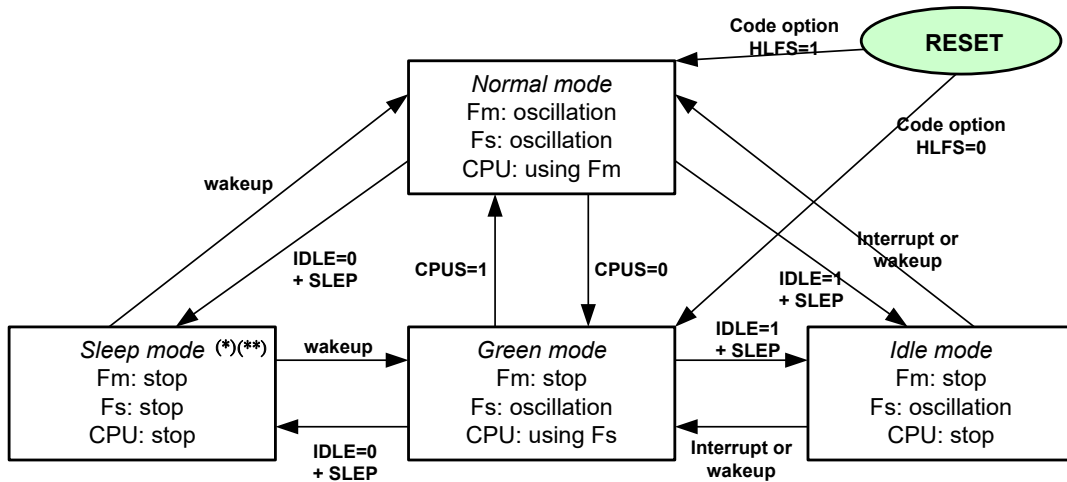 Code option
HLFS=1
RESET
Normal mode
Fm: oscillation
Fs: oscillation
CPU: using Fm
Code option
HLFS=0
wakeup
IDLE=0
+ SLEP
CPUS=1
CPUS=0
Interrupt or
wakeup
IDLE=1
+ SLEP
Sleep mode (*)(**)
Fm: stop
Fs: stop
CPU: stop
wakeup
IDLE=0
+ SLEP
Green mode
Fm: stop
Fs: oscillation
CPU: using Fs
IDLE=1
+ SLEP
Interrupt or
wakeup
Idle mode
Fm: stop
Fs: oscillation
CPU: stop